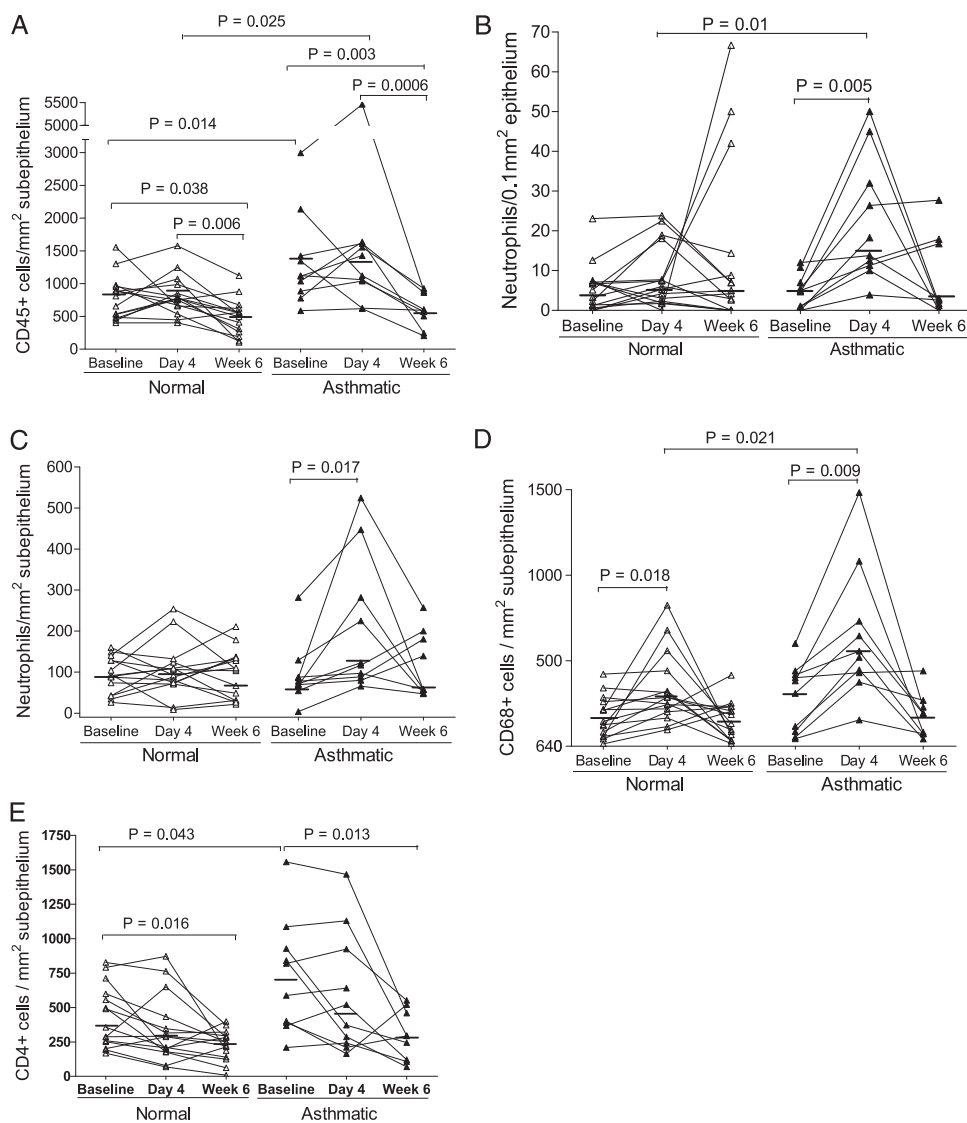 A
P = 0.025
P = 0.003
P = 0.0006
P = 0.014
P = 0.038
P = 0.006
CD45+ cells/mm² subepithelium
5500
5000
3000
2500
2000
1500
1000
500
0
Baseline Day 4 Week 6 Baseline Day 4 Week 6
Normal Asthmatic
B
P = 0.01
P = 0.005
Neutrophils/0.1mm² epithelium
70
60
50
40
30
20
10
0
Baseline Day 4 Week 6 Baseline Day 4 Week 6
Normal Asthmatic
C
P = 0.017
Neutrophils/mm² subepithelium
600
500
400
300
200
100
0
Baseline Day 4 Week 6 Baseline Day 4 Week 6
Normal Asthmatic
D
P = 0.021
P = 0.009
P = 0.018
CD68+ cells / mm² subepithelium
1500
1000
500
640
Baseline Day 4 Week 6 Baseline Day 4 Week 6
Normal Asthmatic
E
P = 0.043 P = 0.013
P = 0.016
CD4+ cells / mm² subepithelium
1750
1500
1250
1000
750
500
250
0
Baseline Day 4 Week 6 Baseline Day 4 Week 6
Normal Asthmatic